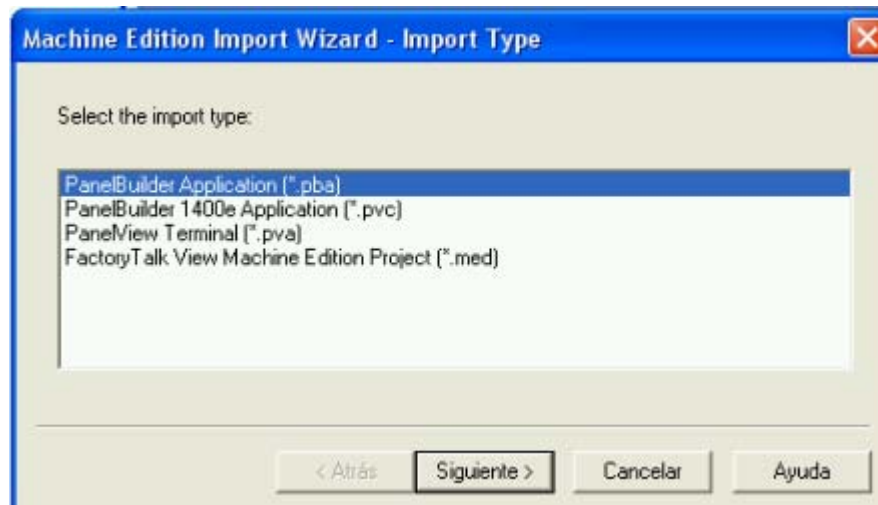 Machine Edition Import Wizard - Import Type
Select the import type:
PanelBuilder Application (*.pba)
PanelBuilder 1400e Application (*.pvc)
PanelView Terminal (*.pva)
FactoryTalk View Machine Edition Project (*.med)
< Atrás Siguiente > Cancelar Ayuda